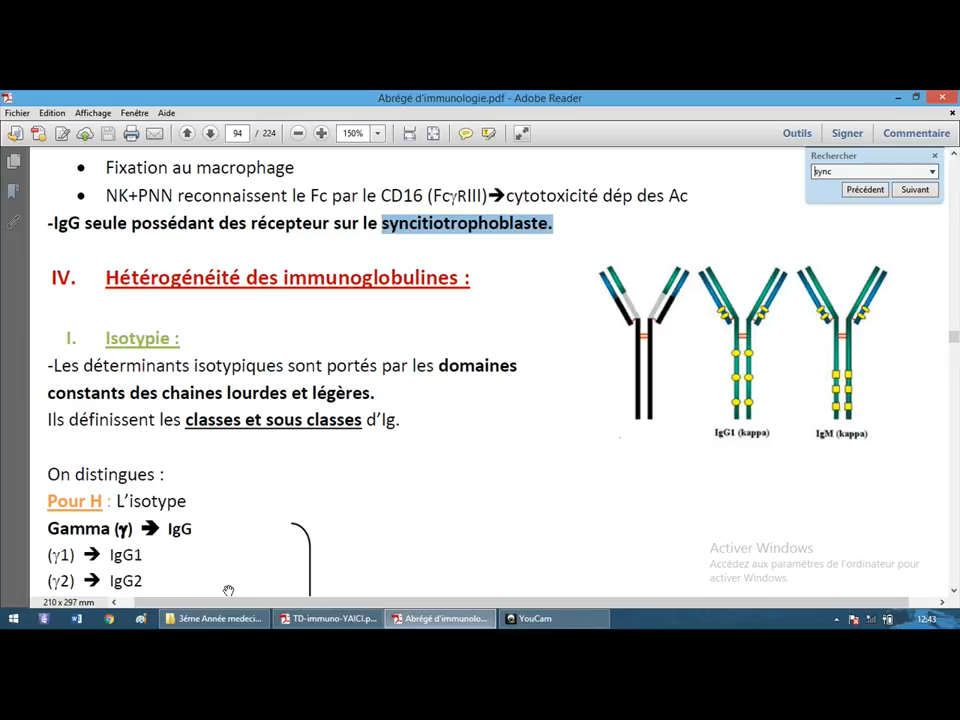 Abrégé d'immunologie.pdf - Adobe Reader
Fichier Edition Affichage Fenêtre Aide
94 / 224 150% Outils Signer Commentaire
Rechercher
sync
Précédent Suivant
• Fixation au macrophage
• NK+PNN reconnaissent le Fc par le CD16 (FcγRIII)➔cytotoxicité dép des Ac
-IgG seule possédant des récepteur sur le syncitiotrophoblaste.
IV. Hétérogénéité des immunoglobulines :
I. Isotypie :
-Les déterminants isotypiques sont portés par les domaines
constants des chaines lourdes et légères.
Ils définissent les classes et sous classes d'Ig.
IgG1 (kappa) IgM (kappa)
On distingues :
Pour H : L'isotype
Gamma (γ) ➔ IgG
(γ1) ➔ IgG1
(γ2) ➔ IgG2
Activer Windows
Accédez aux paramètres de l'ordinateur pour
activer Windows.
210 x 297 mm
3éme Année medeci... TD-immuno-YAICI.p... Abrégé d'immunolo... YouCam 12:43